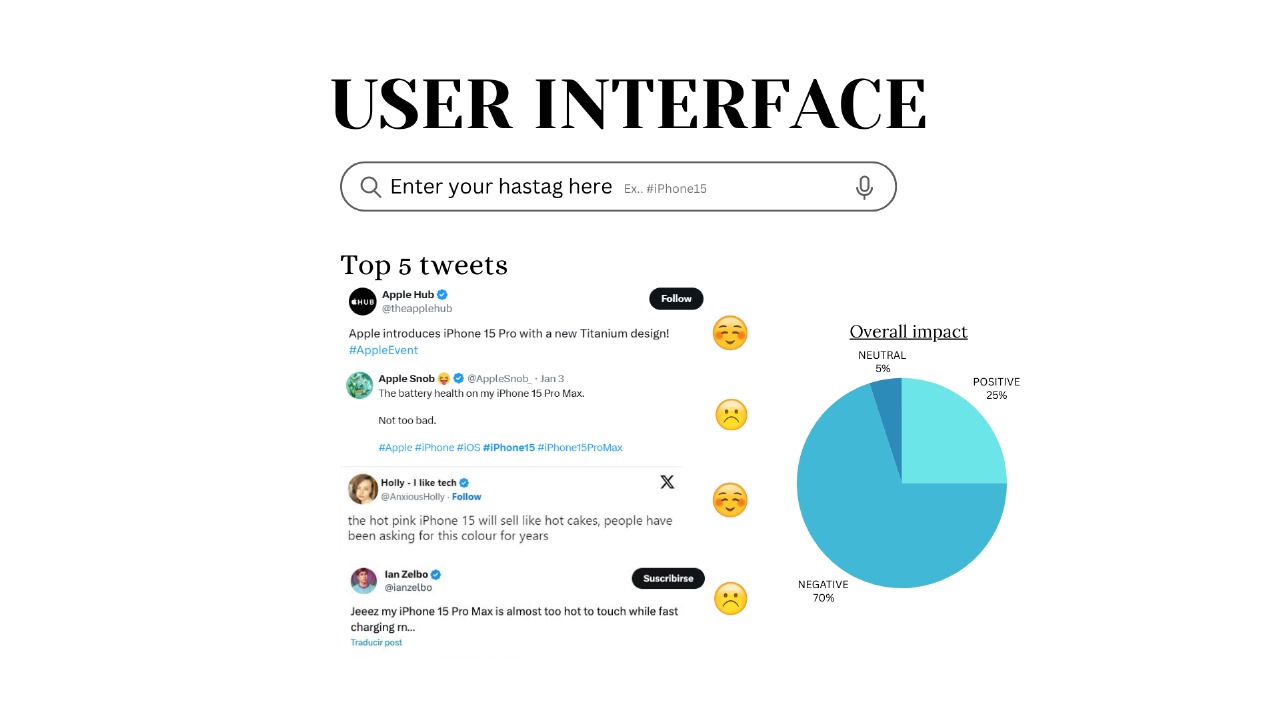 USER INTERFACE
Enter your hastag here Ex.. #iPhone15
Top 5 tweets
HUB
Apple Hub
@theapplehub
Follow
Apple introduces iPhone 15 Pro with a new Titanium design!
#AppleEvent
Apple Snob @AppleSnob_ · Jan 3
The battery health on my iPhone 15 Pro Max.
Not too bad.
#Apple #iPhone #iOS #iPhone15 #iPhone15ProMax
Holly - I like tech
@AnxiousHolly · Follow
the hot pink iPhone 15 will sell like hot cakes, people have
been asking for this colour for years
Ian Zelbo
@ianzelbo
Suscribirse
Jeeez my iPhone 15 Pro Max is almost too hot to touch while fast
charging rn...
Traducir post
Overall impact
NEUTRAL
5%
POSITIVE
25%
NEGATIVE
70%